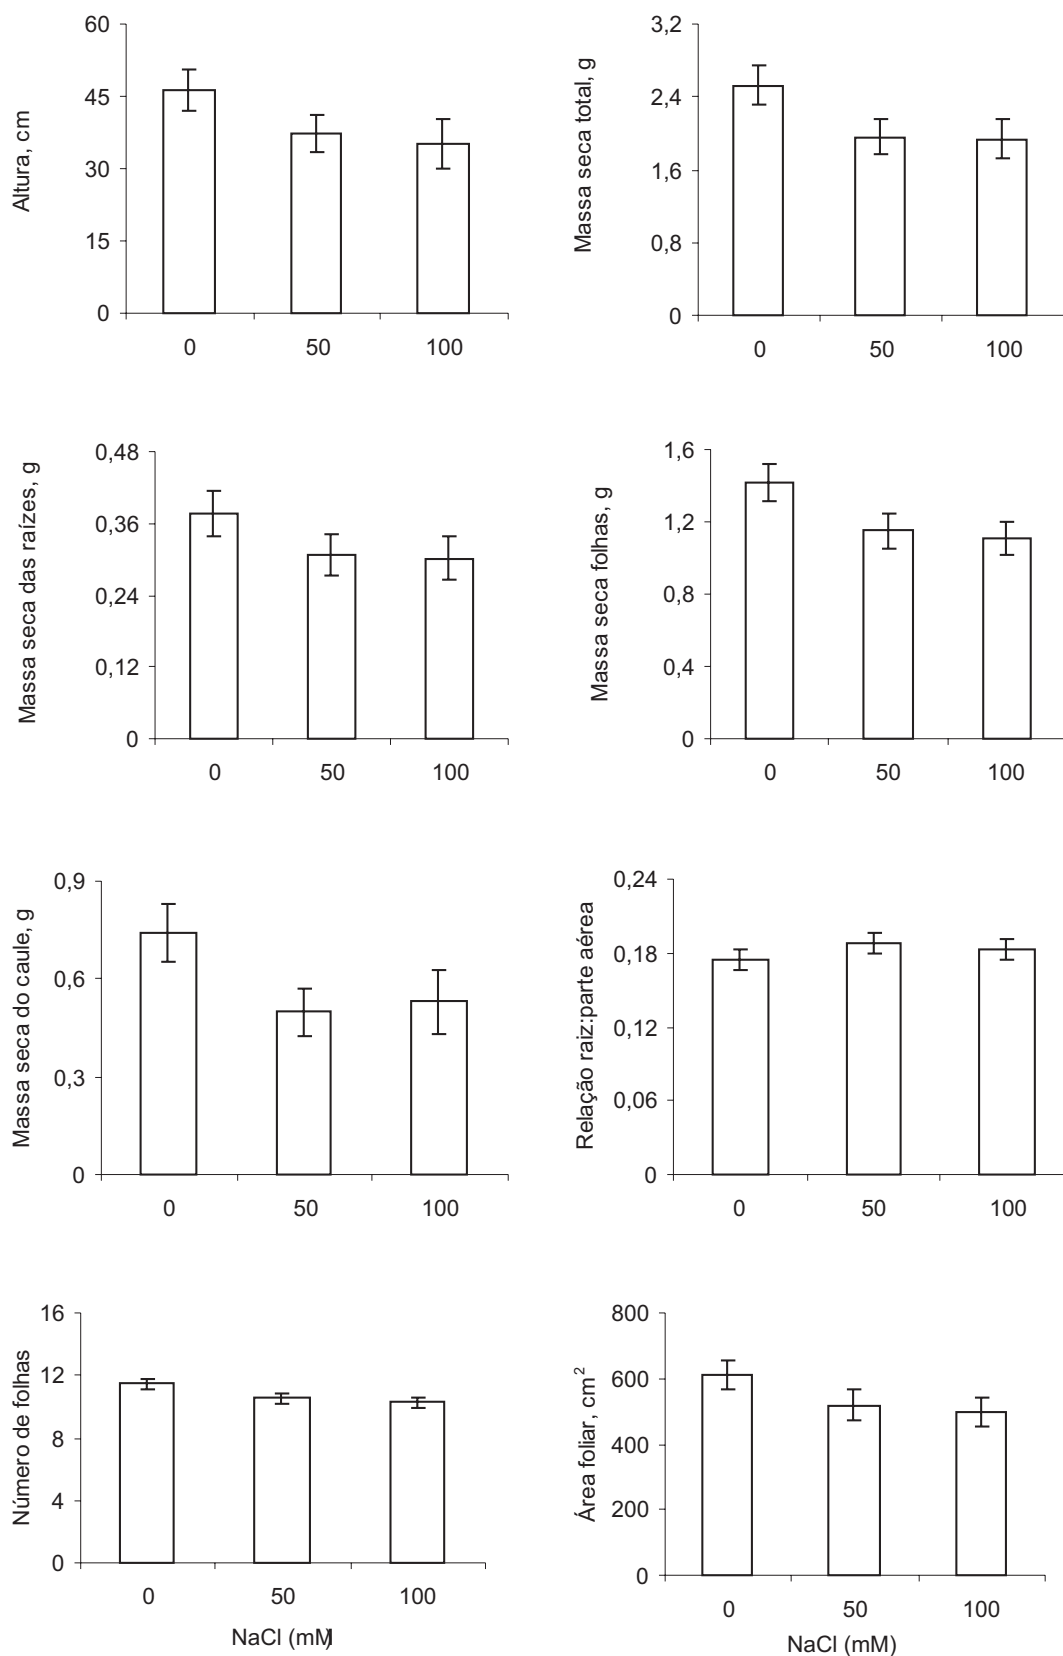 Altura, cm
60
45
30
15
0
0 50 100
Massa seca total, g
3,2
2,4
1,6
0,8
0
0 50 100
Massa seca das raízes, g
0,48
0,36
0,24
0,12
0
0 50 100
Massa seca folhas, g
1,6
1,2
0,8
0,4
0
0 50 100
Massa seca do caule, g
0,9
0,6
0,3
0
0 50 100
Relação raiz:parte aérea
0,24
0,18
0,12
0,06
0
0 50 100
Número de folhas
16
12
8
4
0
0 50 100
NaCl (mM)
Área foliar, cm²
800
600
400
200
0
0 50 100
NaCl (mM)